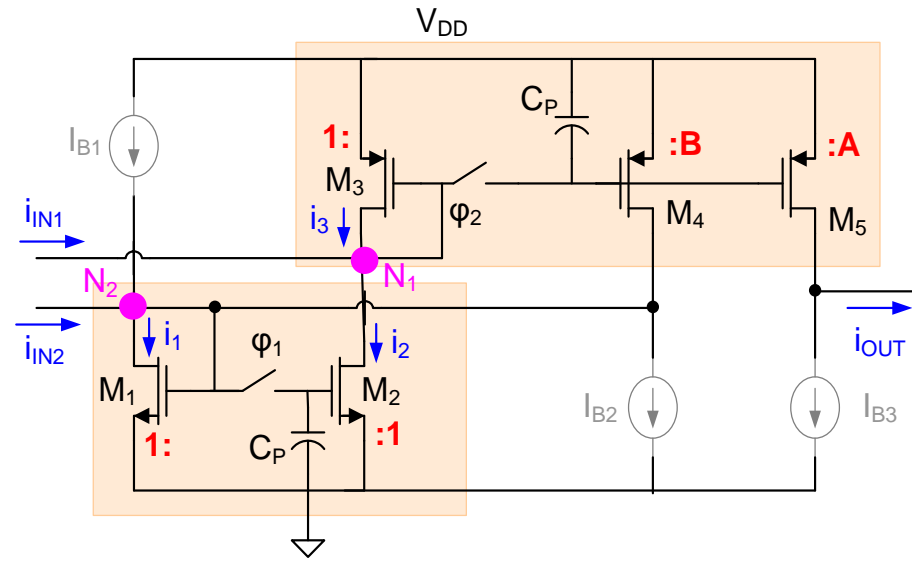 V_DD
C_P
I_B1
1:
:B
:A
M_3
M_4
M_5
φ_2
i_IN1
i_3
N_1
N_2
i_IN2
i_1
φ_1
i_2
i_OUT
M_1
M_2
I_B2
I_B3
1:
C_P
:1